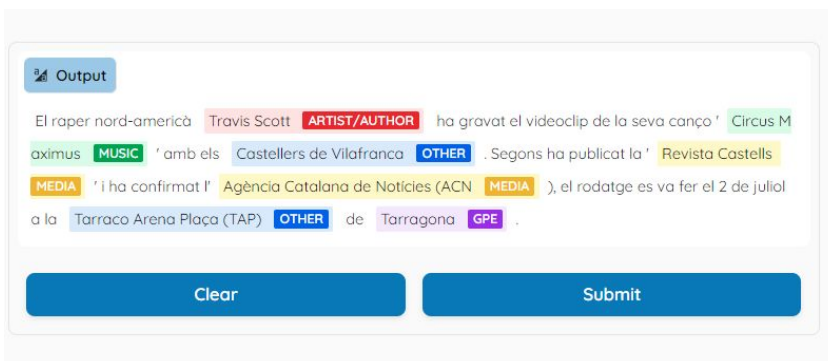 Output
El raper nord-americà Travis Scott ARTIST/AUTHOR ha gravat el videoclip de la seva canço ' Circus M
aximus MUSIC ' amb els Castellers de Vilafranca OTHER . Segons ha publicat la ' Revista Castells
MEDIA ' i ha confirmat l' Agència Catalana de Notícies (ACN MEDIA ), el rodatge es va fer el 2 de juliol
a la Tarraco Arena Plaça (TAP) OTHER de Tarragona GPE .
Clear Submit